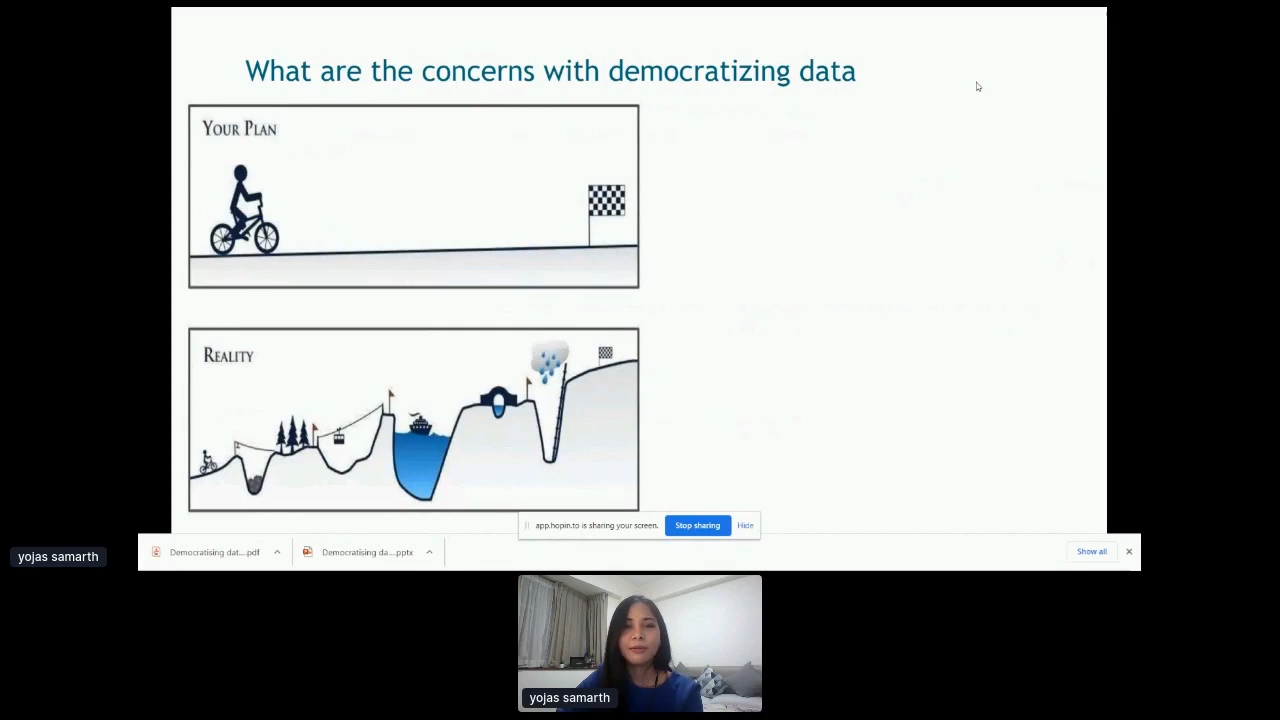 What are the concerns with democratizing data
YOUR PLAN
REALITY
app.hopin.to is sharing your screen. Stop sharing Hide
yojas samarth
Democratising dat....pdf Democratising da....pptx Show all
yojas samarth